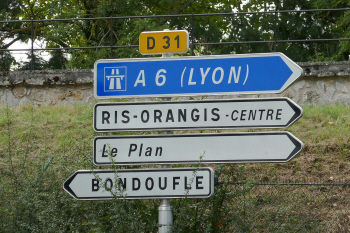 D 31
A 6 (LYON)
RIS-ORANGIS-CENTRE
Le Plan
BONDOUFLE